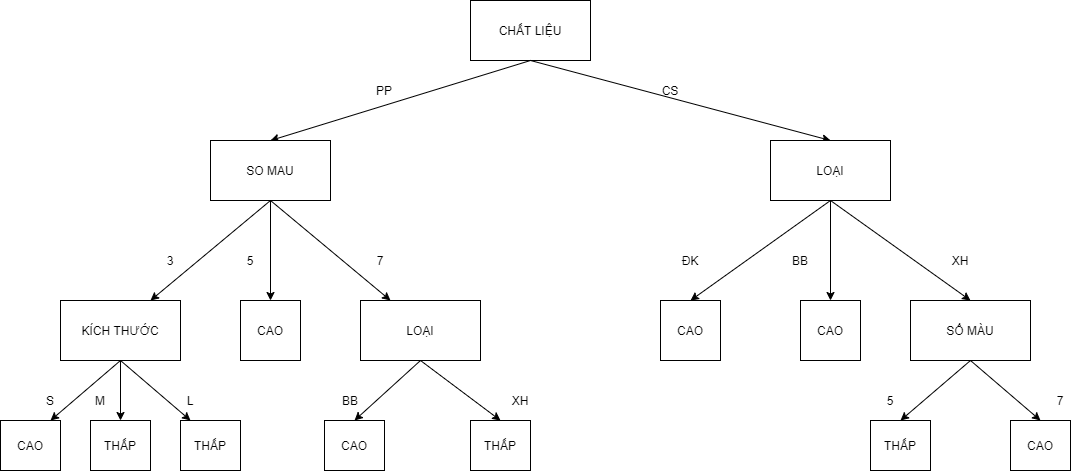 CHẤT LIỆU
PP
CS
SO MAU
LOẠI
3
5
7
ĐK
BB
XH
KÍCH THƯỚC
CAO
LOẠI
CAO
CAO
SỐ MÀU
S
M
L
BB
XH
5
7
CAO
THẤP
THẤP
CAO
THẤP
THẤP
CAO